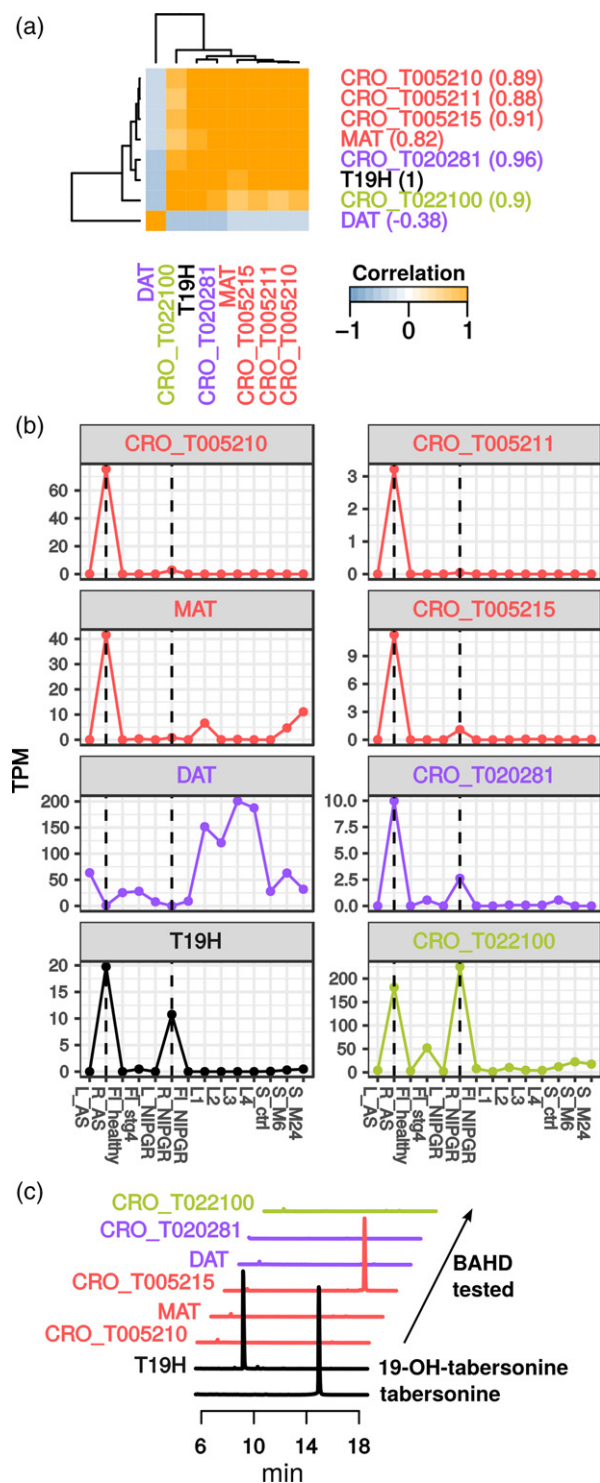 (a)
CRO_T005210 (0.89)
CRO_T005211 (0.88)
CRO_T005215 (0.91)
MAT (0.82)
CRO_T020281 (0.96)
T19H (1)
CRO_T022100 (0.9)
DAT (-0.38)
DAT
CRO_T022100
T19H
CRO_T020281
MAT
CRO_T005215
CRO_T005211
CRO_T005210
Correlation
−1 0 1
(b)
TPM
CRO_T005210
60
40
20
0
CRO_T005211
3
2
1
0
MAT
40
30
20
10
0
CRO_T005215
9
6
3
0
DAT
200
150
100
50
0
CRO_T020281
10.0
7.5
5.0
2.5
0.0
T19H
20
15
10
5
0
CRO_T022100
200
150
100
50
0
L_AS
R_AS
Fl_healthy
Fl_stg4
L_NIPGR
R_NIPGR
Fl_NIPGR
L1
L2
L3
L4
S_ctrl
S_M6
S_M24
L_AS
R_AS
Fl_healthy
Fl_stg4
L_NIPGR
R_NIPGR
Fl_NIPGR
L1
L2
L3
L4
S_ctrl
S_M6
S_M24
(c)
CRO_T022100
CRO_T020281
DAT
CRO_T005215
MAT
CRO_T005210
T19H
BAHD
tested
19-OH-tabersonine
tabersonine
6 10 14 18
min